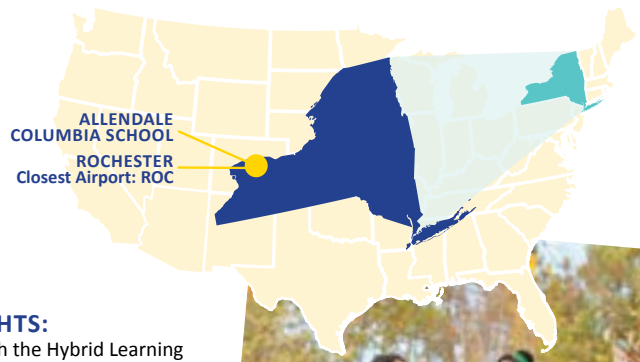 ALLENDALE
COLUMBIA SCHOOL
ROCHESTER
Closest Airport: ROC
HTS:
h the Hybrid Learning